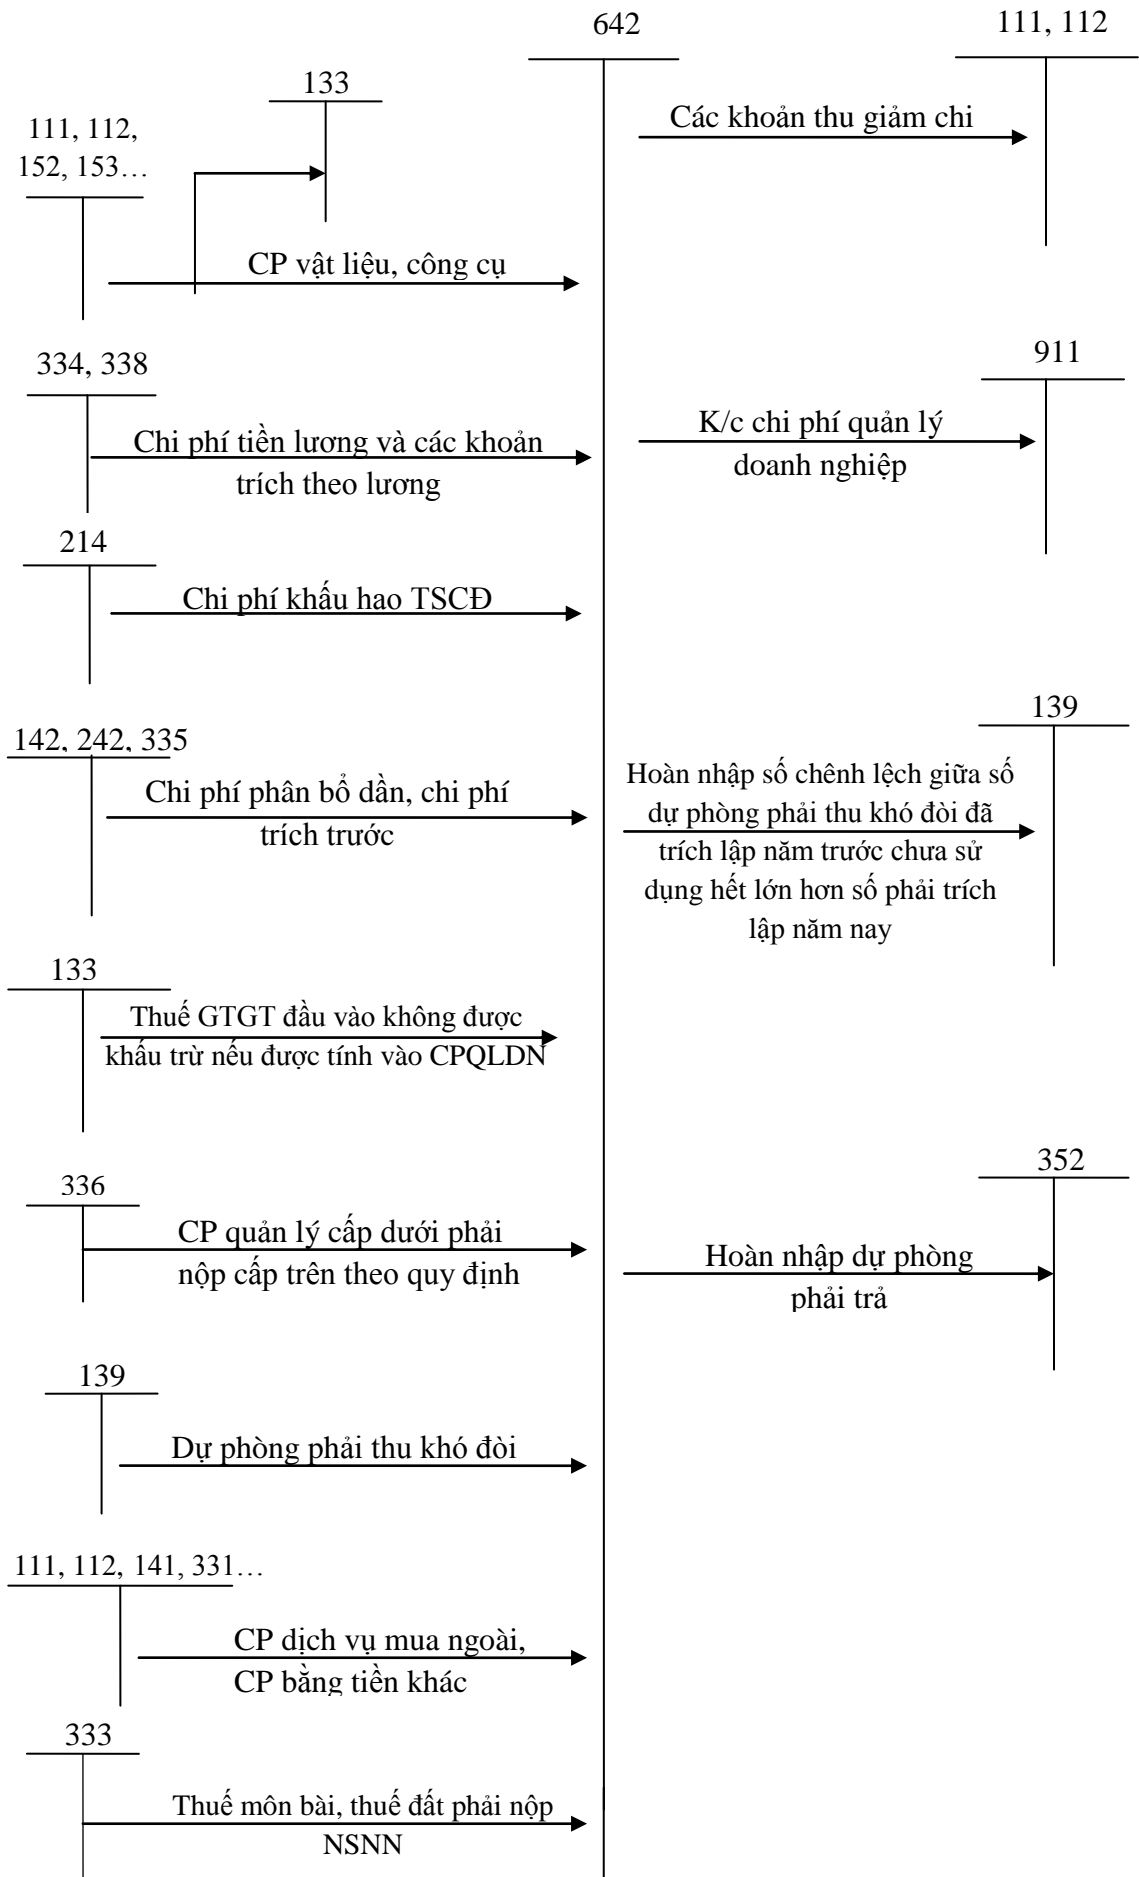 642
111, 112
133
Các khoản thu giảm chi
111, 112,
152, 153…
CP vật liệu, công cụ
334, 338
911
Chi phí tiền lương và các khoản
trích theo lương
K/c chi phí quản lý
doanh nghiệp
214
Chi phí khấu hao TSCĐ
142, 242, 335
139
Chi phí phân bổ dần, chi phí
trích trước
Hoàn nhập số chênh lệch giữa số
dự phòng phải thu khó đòi đã
trích lập năm trước chưa sử
dụng hết lớn hơn số phải trích
lập năm nay
133
Thuế GTGT đầu vào không được
khấu trừ nếu được tính vào CPQLDN
336
352
CP quản lý cấp dưới phải
nộp cấp trên theo quy định
Hoàn nhập dự phòng
phải trả
139
Dự phòng phải thu khó đòi
111, 112, 141, 331…
CP dịch vụ mua ngoài,
CP bằng tiền khác
333
Thuế môn bài, thuế đất phải nộp
NSNN